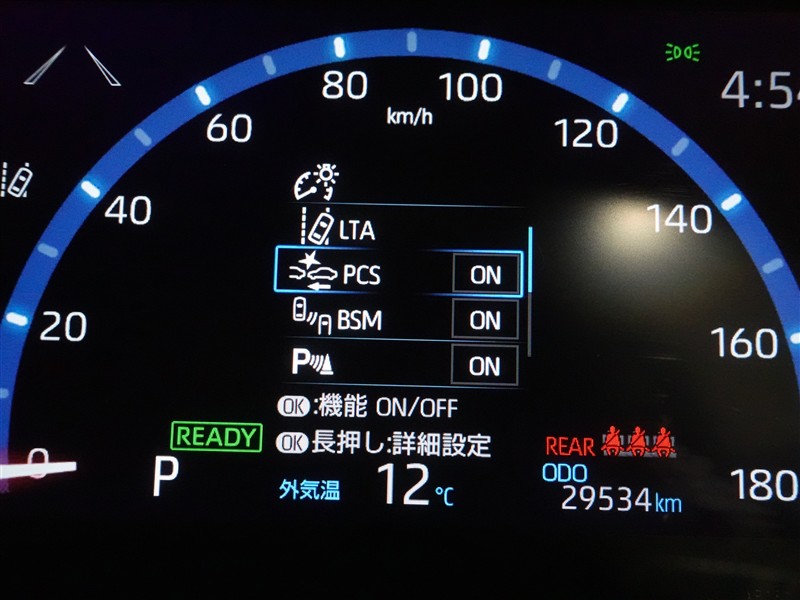 80
100
km/h
4:54
60
120
40
140
LTA
PCS ON
BSM ON
P ON
20
160
OK:機能 ON/OFF
OK長押し:詳細設定
READY
REAR
0
P
外気温 12℃
ODO
29534km
180